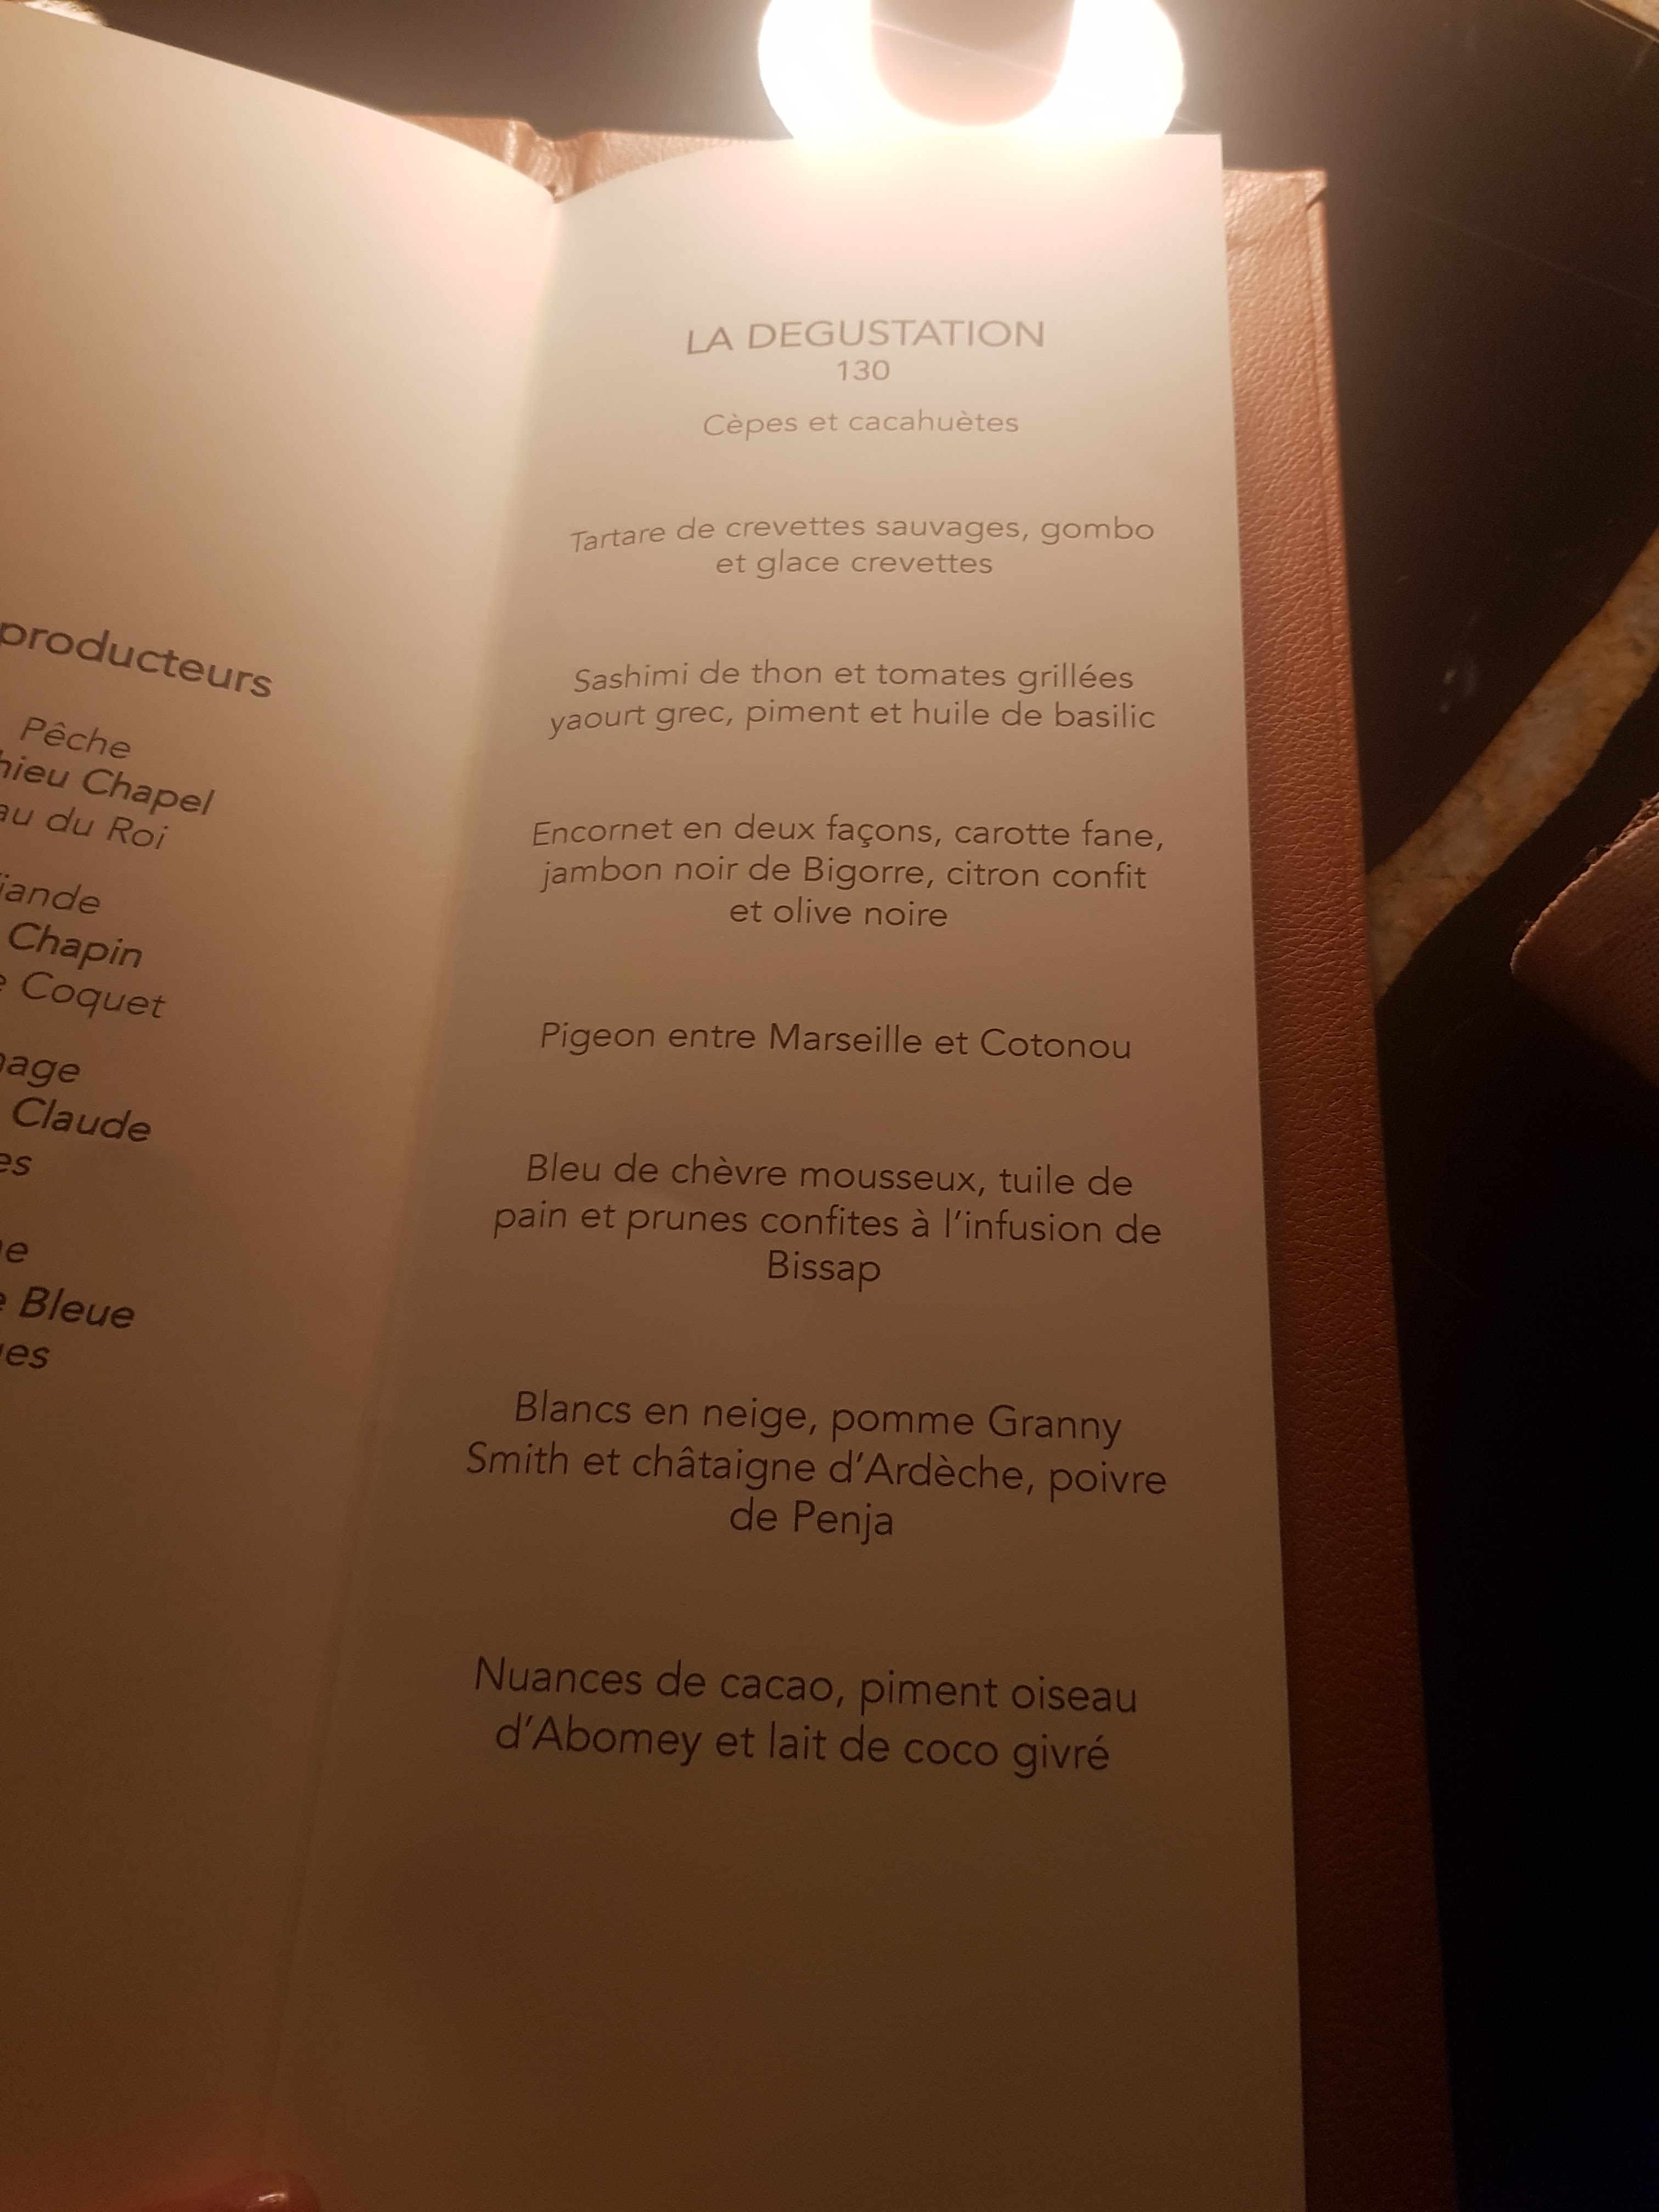 producteurs
Pêche
Chapel
du Roi
Chapin
Coquet
Claude
Bleue
LA DEGUSTATION
130
Cèpes et cacahuètes
Tartare de crevettes sauvages, gombo
et glace crevettes
Sashimi de thon et tomates grillées
yaourt grec, piment et huile de basilic
Encornet en deux façons, carotte fane,
jambon noir de Bigorre, citron confit
et olive noire
Pigeon entre Marseille et Cotonou
Bleu de chèvre mousseux, tuile de
pain et prunes confites à l'infusion de
Bissap
Blancs en neige, pomme Granny
Smith et châtaigne d'Ardèche, poivre
de Penja
Nuances de cacao, piment oiseau
d'Abomey et lait de coco givré